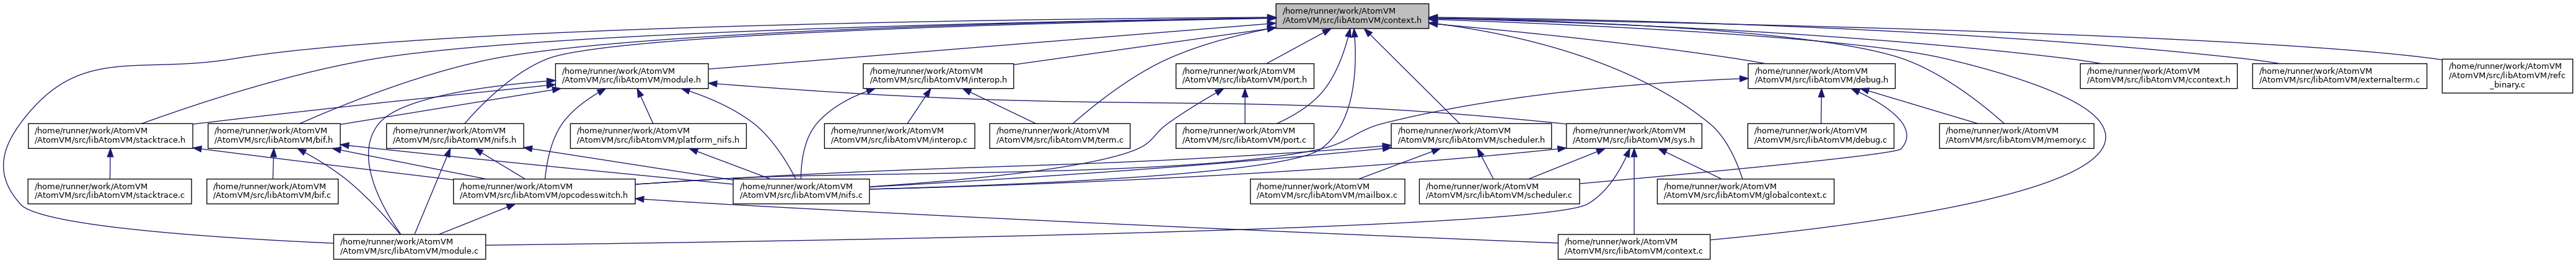 /home/runner/work/AtomVM
/AtomVM/src/libAtomVM/context.h
/home/runner/work/AtomVM
/AtomVM/src/libAtomVM/module.h
/home/runner/work/AtomVM
/AtomVM/src/libAtomVM/interop.h
/home/runner/work/AtomVM
/AtomVM/src/libAtomVM/port.h
/home/runner/work/AtomVM
/AtomVM/src/libAtomVM/debug.h
/home/runner/work/AtomVM
/AtomVM/src/libAtomVM/ccontext.h
/home/runner/work/AtomVM
/AtomVM/src/libAtomVM/externalterm.c
/home/runner/work/AtomVM
/AtomVM/src/libAtomVM/refc
_binary.c
/home/runner/work/AtomVM
/AtomVM/src/libAtomVM/stacktrace.h
/home/runner/work/AtomVM
/AtomVM/src/libAtomVM/bif.h
/home/runner/work/AtomVM
/AtomVM/src/libAtomVM/nifs.h
/home/runner/work/AtomVM
/AtomVM/src/libAtomVM/platform_nifs.h
/home/runner/work/AtomVM
/AtomVM/src/libAtomVM/interop.c
/home/runner/work/AtomVM
/AtomVM/src/libAtomVM/term.c
/home/runner/work/AtomVM
/AtomVM/src/libAtomVM/port.c
/home/runner/work/AtomVM
/AtomVM/src/libAtomVM/scheduler.h
/home/runner/work/AtomVM
/AtomVM/src/libAtomVM/sys.h
/home/runner/work/AtomVM
/AtomVM/src/libAtomVM/debug.c
/home/runner/work/AtomVM
/AtomVM/src/libAtomVM/memory.c
/home/runner/work/AtomVM
/AtomVM/src/libAtomVM/stacktrace.c
/home/runner/work/AtomVM
/AtomVM/src/libAtomVM/bif.c
/home/runner/work/AtomVM
/AtomVM/src/libAtomVM/opcodesswitch.h
/home/runner/work/AtomVM
/AtomVM/src/libAtomVM/nifs.c
/home/runner/work/AtomVM
/AtomVM/src/libAtomVM/mailbox.c
/home/runner/work/AtomVM
/AtomVM/src/libAtomVM/scheduler.c
/home/runner/work/AtomVM
/AtomVM/src/libAtomVM/globalcontext.c
/home/runner/work/AtomVM
/AtomVM/src/libAtomVM/module.c
/home/runner/work/AtomVM
/AtomVM/src/libAtomVM/context.c